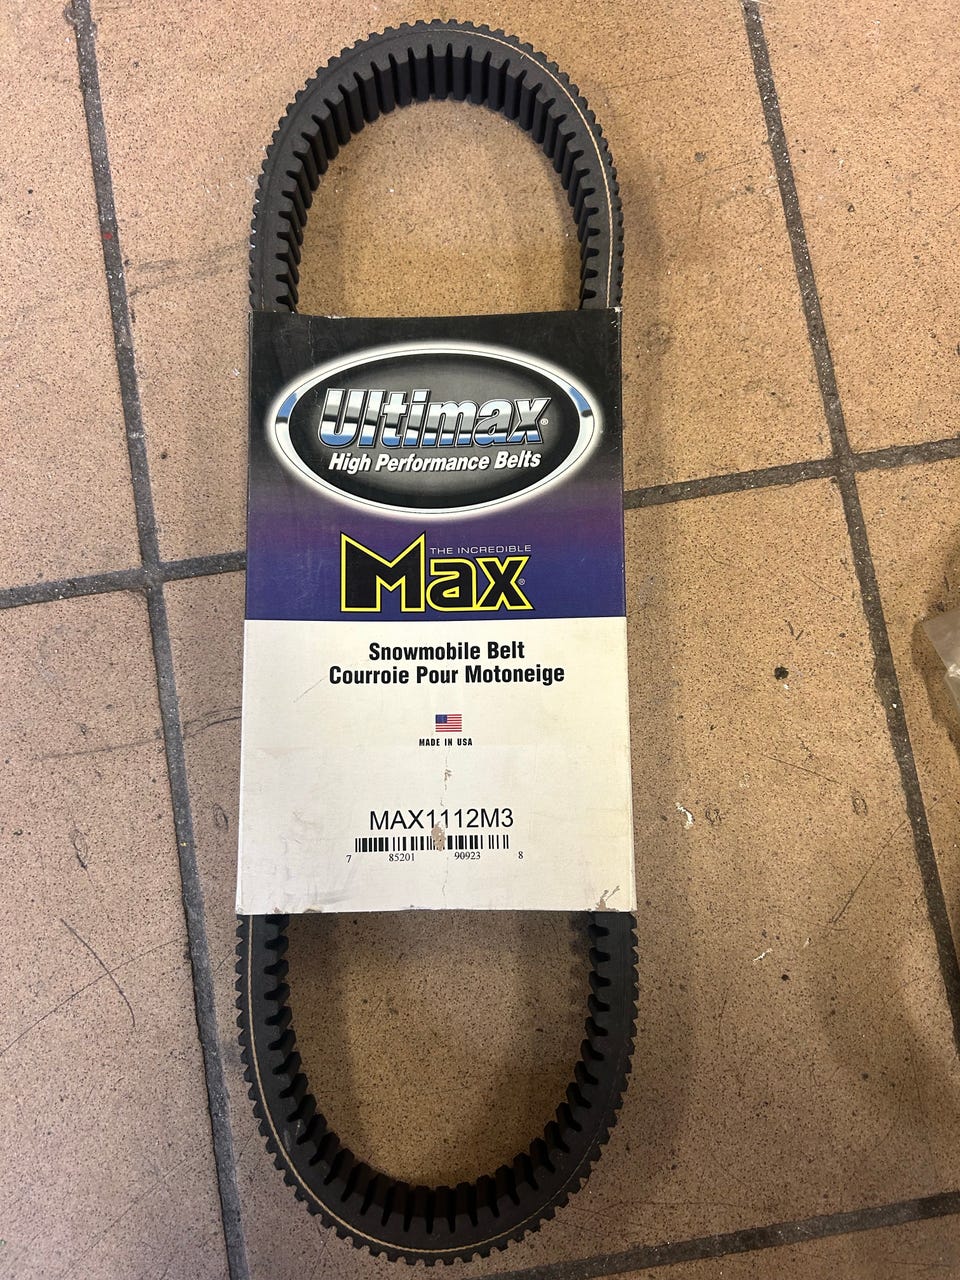 Ultimax®
High Performance Belts
THE INCREDIBLE
Max®
Snowmobile Belt
Courroie Pour Motoneige
MADE IN USA
MAX1112M3
7 85201 90923 8